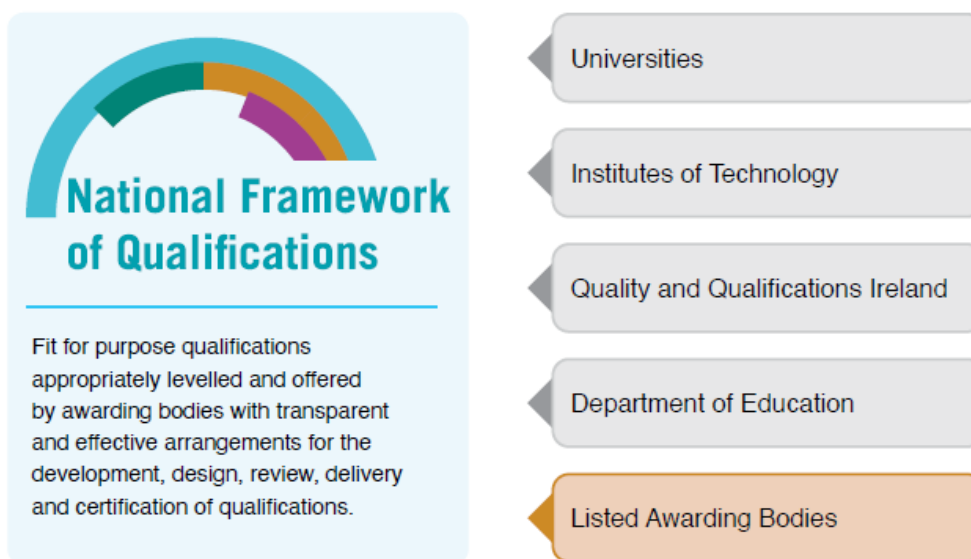 National Framework
of Qualifications
Fit for purpose qualifications
appropriately levelled and offered
by awarding bodies with transparent
and effective arrangements for the
development, design, review, delivery
and certification of qualifications.
Universities
Institutes of Technology
Quality and Qualifications Ireland
Department of Education
Listed Awarding Bodies